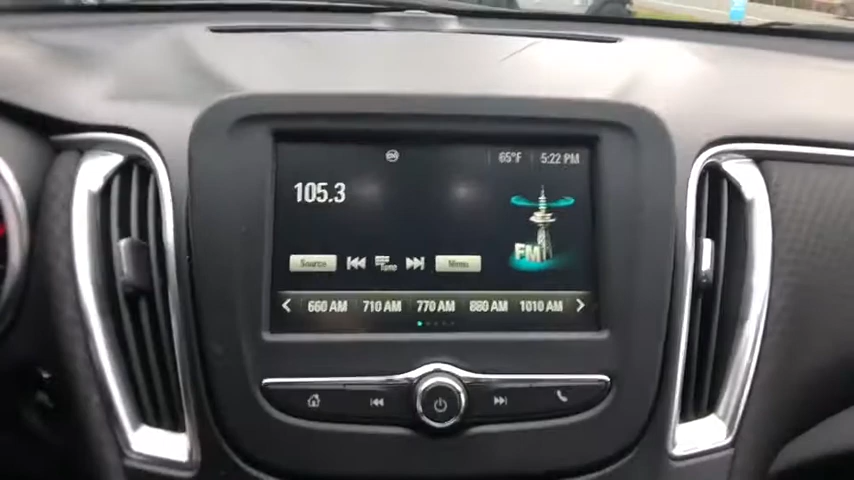 65°F 5:22 PM
105.3
FM
Source Tune Menu
660 AM 710 AM 770 AM 880 AM 1010 AM